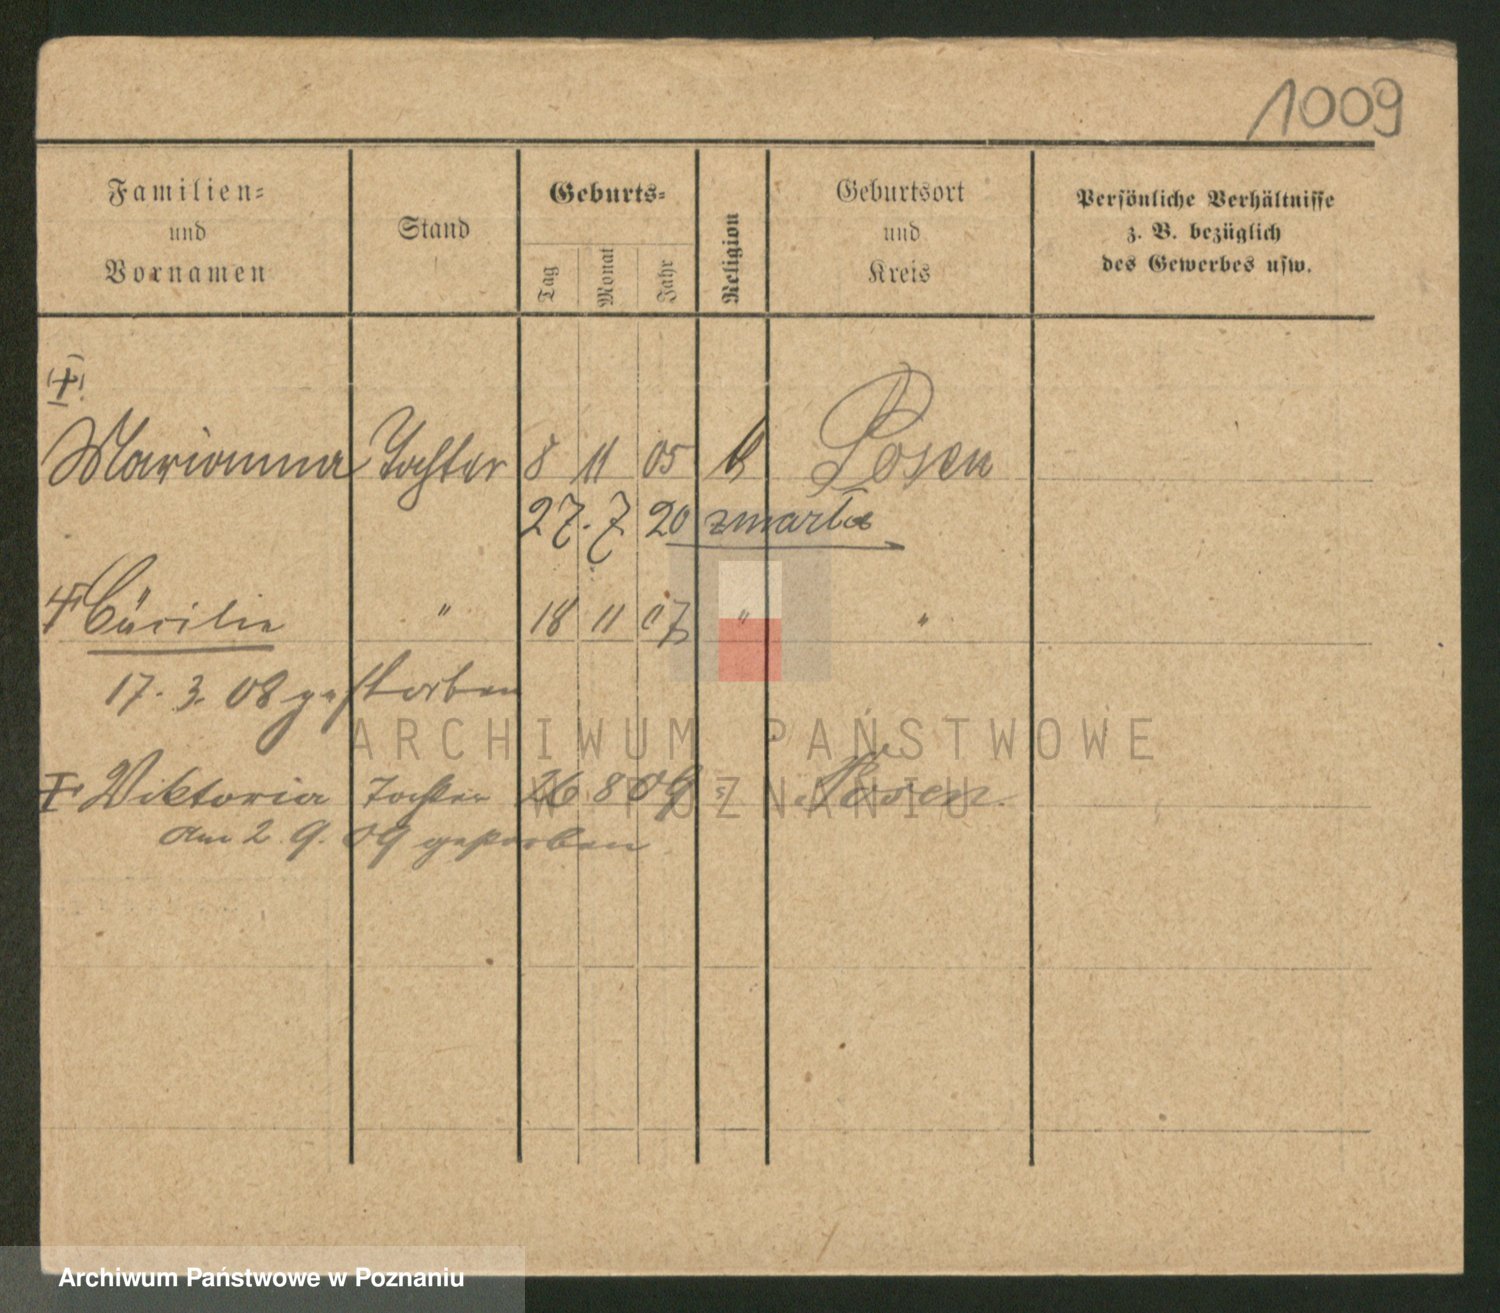 1009
Familien-
und
Vornamen
Stand
Geburts-
Tag
Monat
Jahr
Religion
Geburtsort
und
Kreis
Persönliche Verhältnisse
z. B. bezüglich
des Gewerbes usw.
Marianna Tochter 8 11 05 k Posen
27. 7 20 zmarła
Cäcilie " 18 11 07 " "
17. 3. 08 gestorben
ARCHIWUM PAŃSTWOWE
W POZNANIU
Viktoria Tochter 26 8 09 Posen.
am 2. 9. 09 gestorben
Archiwum Państwowe w Poznaniu